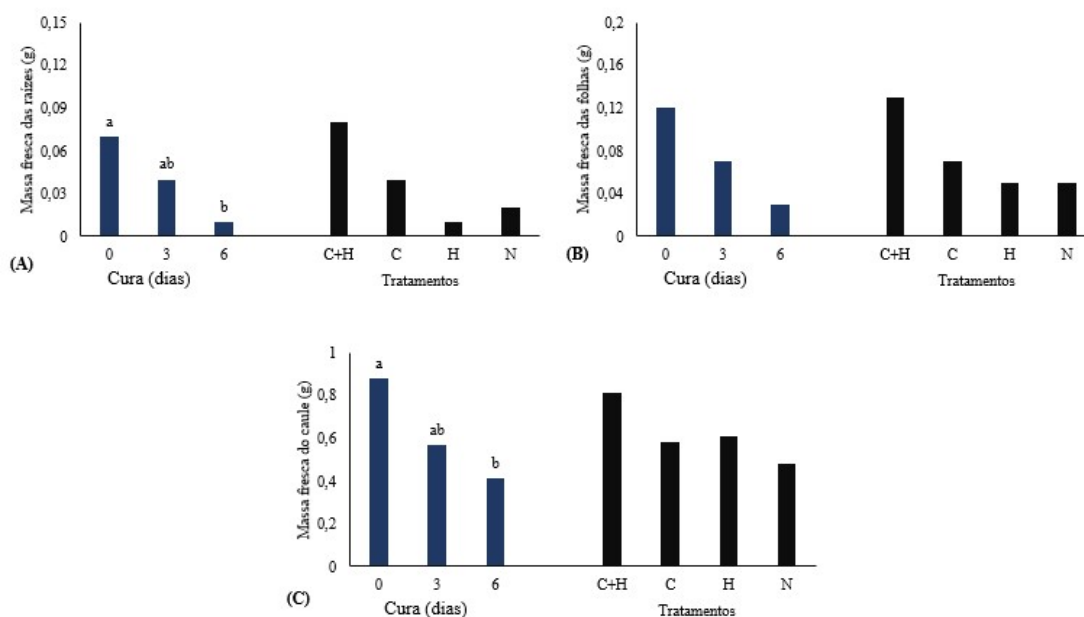 Massa fresca das raízes (g)
0,15
0,12
0,09
0,06
0,03
0
a
ab
b
0 3 6 C+H C H N
Cura (dias) Tratamentos
(A)
Massa fresca das folhas (g)
0,2
0,16
0,12
0,08
0,04
0
0 3 6 C+H C H N
Cura (dias) Tratamentos
(B)
Massa fresca do caule (g)
1
0,8
0,6
0,4
0,2
0
a
ab
b
0 3 6 C+H C H N
Cura (dias) Tratamentos
(C)